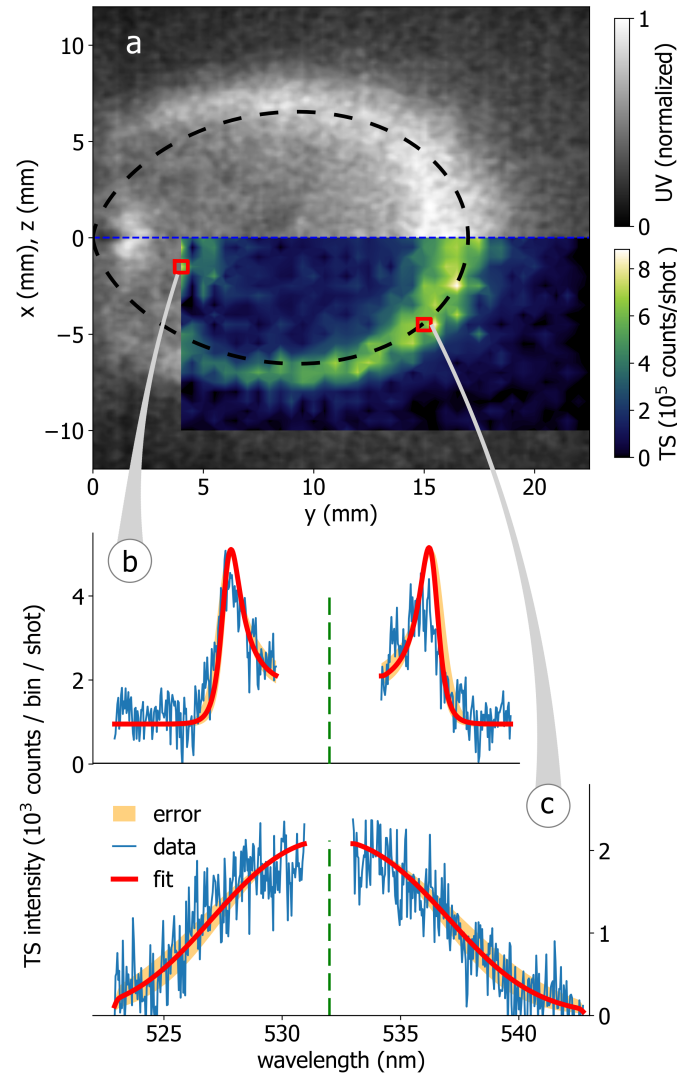 a
10
5
0
−5
−10
x (mm), z (mm)
0
5
10
15
20
y (mm)
1
0
UV (normalized)
8
6
4
2
0
TS (10⁵ counts/shot)
b
4
2
0
TS intensity (10³ counts / bin / shot)
c
error
data
fit
2
1
0
525
530
535
540
wavelength (nm)